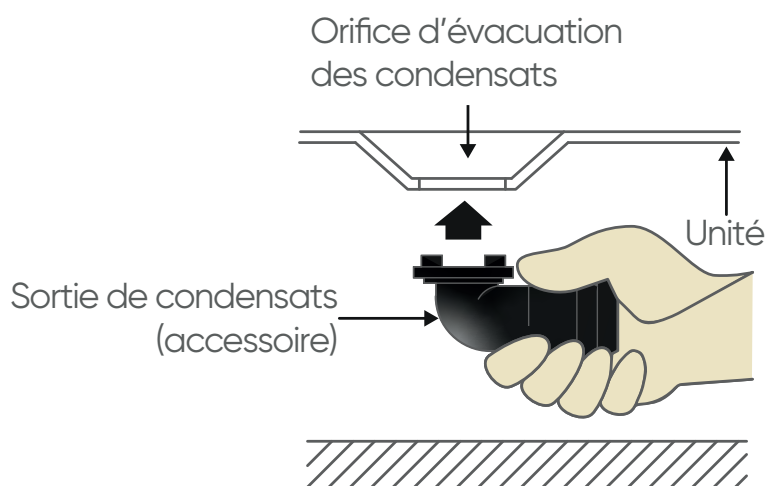 Orifice d’évacuation
des condensats
Unité
Sortie de condensats
(accessoire)